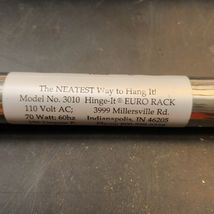 The NEATEST Way to Hang It!
Model No. 3010 Hinge-It® EURO RACK
110 Volt AC; 3999 Millersville Rd.
70 Watt; 60hz Indianapolis, IN 46205